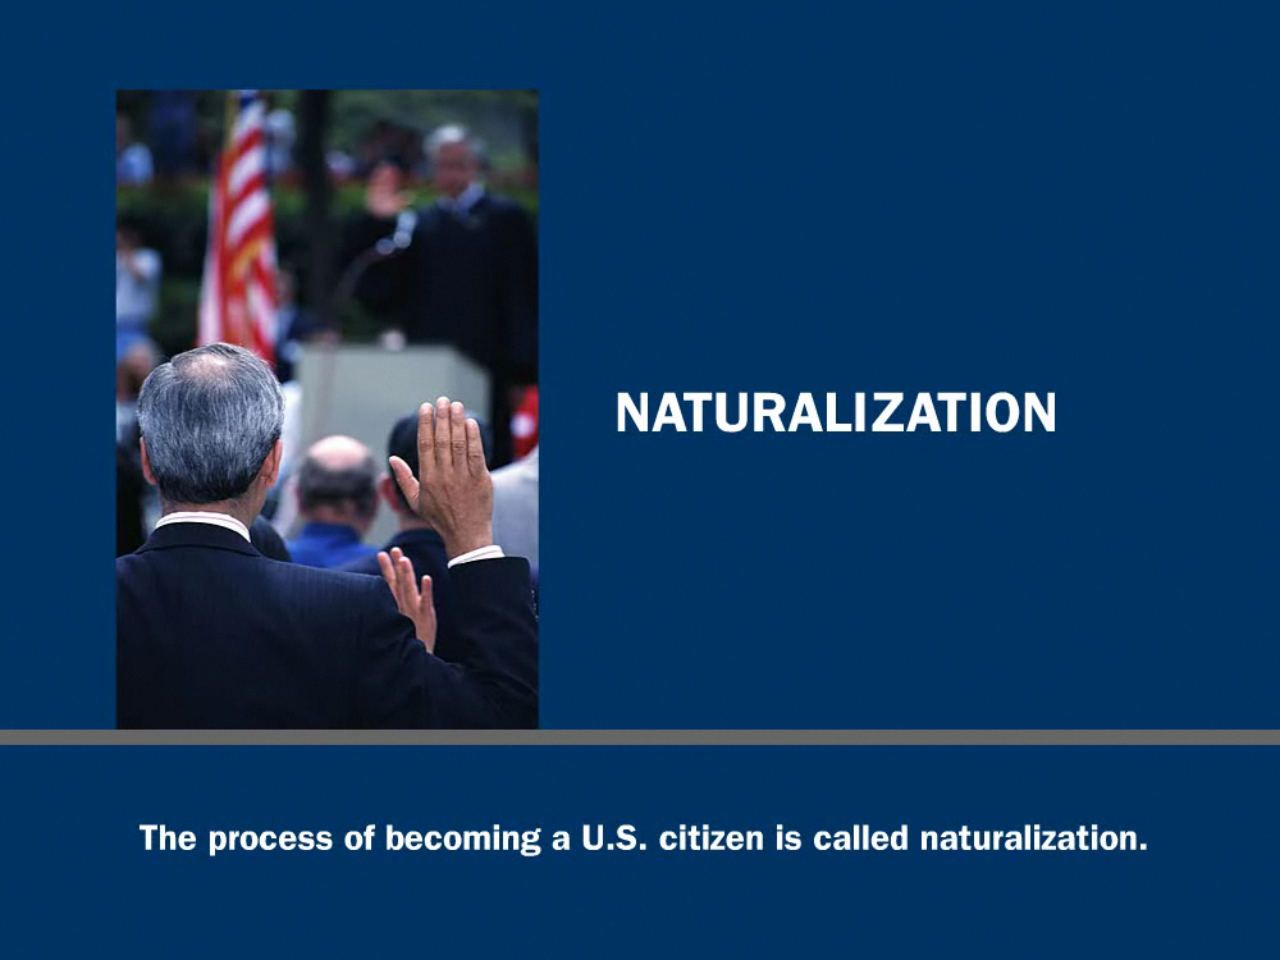 NATURALIZATION
The process of becoming a U.S. citizen is called naturalization.